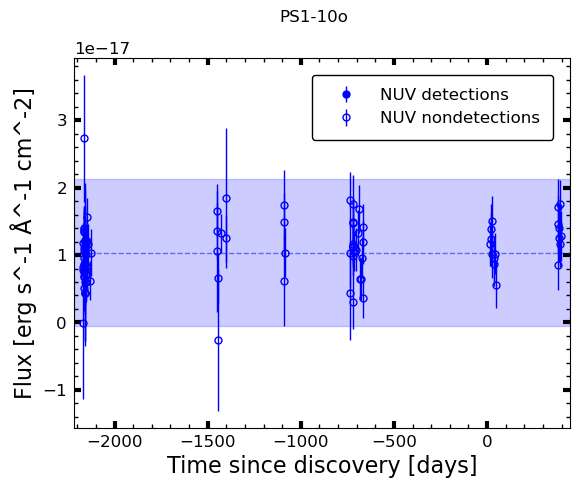 PS1-10o
1e−17
Flux [erg s^-1 Å^-1 cm^-2]
3
2
1
0
−1
NUV detections
NUV nondetections
−2000 −1500 −1000 −500 0
Time since discovery [days]